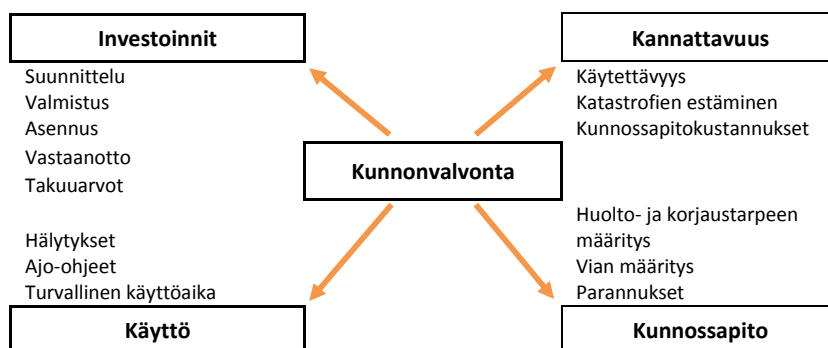 Investoinnit
Suunnittelu
Valmistus
Asennus
Vastaanotto
Takuuarvot
Kannattavuus
Käytettävyys
Katastrofien estäminen
Kunnossapitokustannukset
Kunnonvalvonta
Hälytykset
Ajo-ohjeet
Turvallinen käyttöaika
Käyttö
Huolto- ja korjaustarpeen
määritys
Vian määritys
Parannukset
Kunnossapito